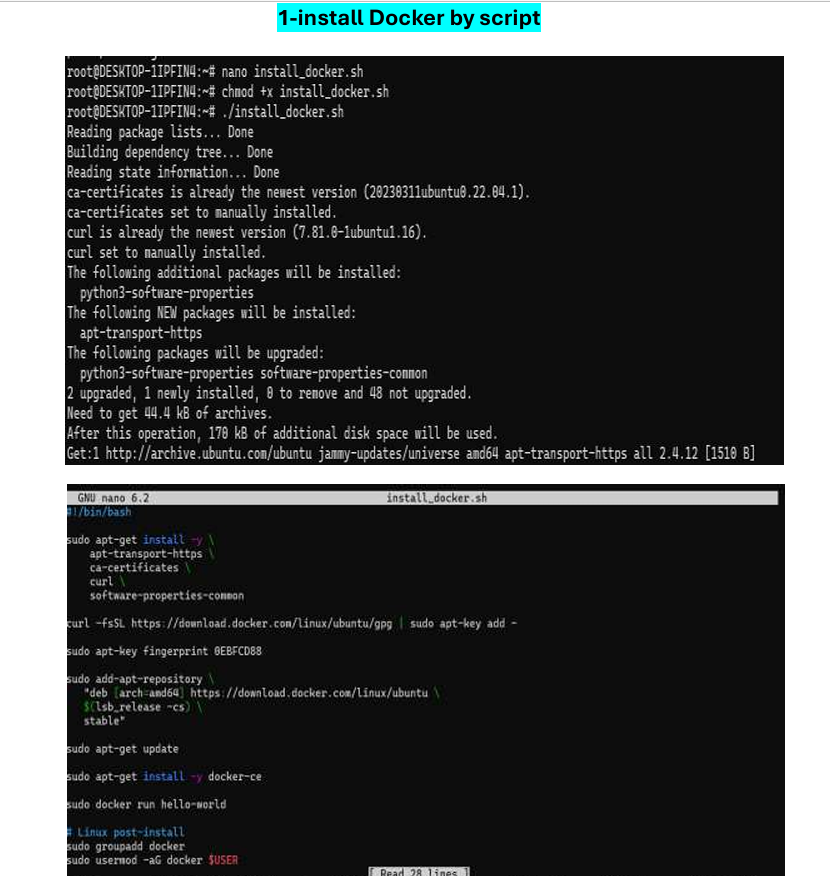 1-install Docker by script
root@DESKTOP-1IPFIN4:~# nano install_docker.sh
root@DESKTOP-1IPFIN4:~# chmod +x install_docker.sh
root@DESKTOP-1IPFIN4:~# ./install_docker.sh
Reading package lists... Done
Building dependency tree... Done
Reading state information... Done
ca-certificates is already the newest version (20230311ubuntu0.22.04.1).
ca-certificates set to manually installed.
curl is already the newest version (7.81.0-1ubuntu1.16).
curl set to manually installed.
The following additional packages will be installed:
  python3-software-properties
The following NEW packages will be installed:
  apt-transport-https
The following packages will be upgraded:
  python3-software-properties software-properties-common
2 upgraded, 1 newly installed, 0 to remove and 48 not upgraded.
Need to get 44.4 kB of archives.
After this operation, 170 kB of additional disk space will be used.
Get:1 http://archive.ubuntu.com/ubuntu jammy-updates/universe amd64 apt-transport-https all 2.4.12 [1510 B]
GNU nano 6.2 install_docker.sh
#!/bin/bash
sudo apt-get install -y \
    apt-transport-https \
    ca-certificates \
    curl \
    software-properties-common
curl -fsSL https://download.docker.com/linux/ubuntu/gpg | sudo apt-key add -
sudo apt-key fingerprint 0EBFCD88
sudo add-apt-repository \
   "deb [arch=amd64] https://download.docker.com/linux/ubuntu \
   $(lsb_release -cs) \
   stable"
sudo apt-get update
sudo apt-get install -y docker-ce
sudo docker run hello-world
# Linux post-install
sudo groupadd docker
sudo usermod -aG docker $USER
[ Read 28 lines ]